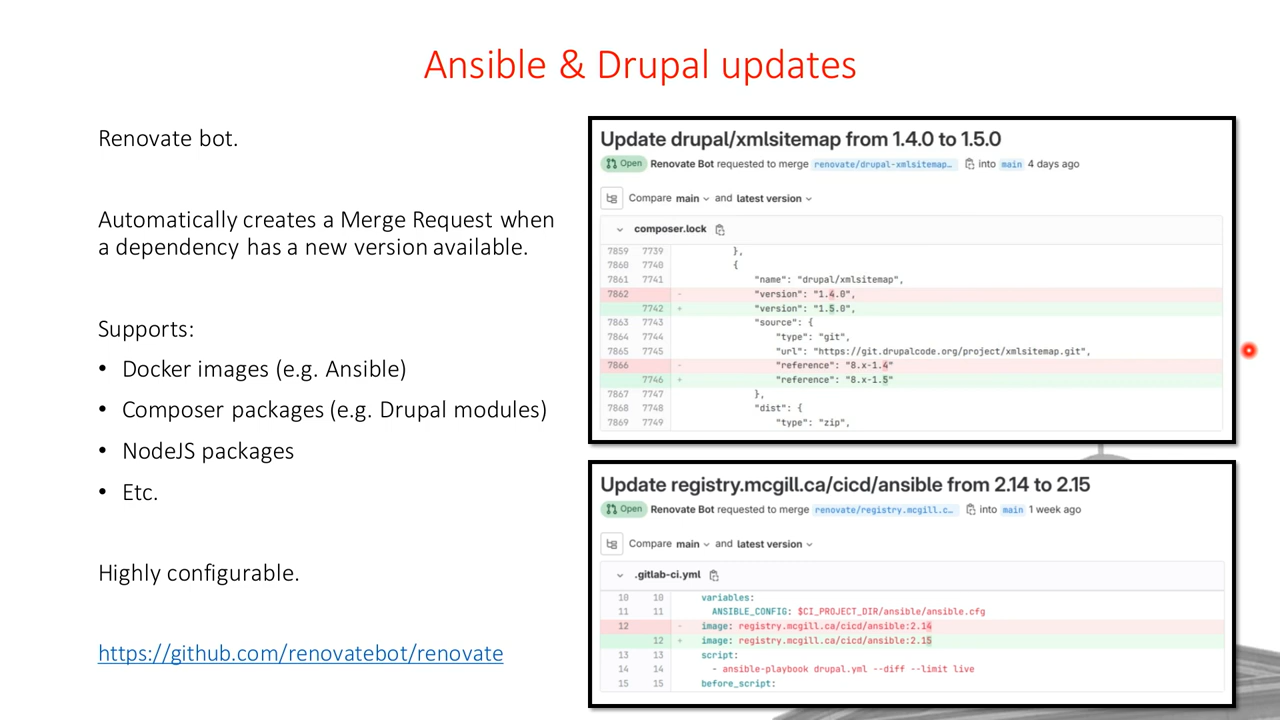 Ansible & Drupal updates
Renovate bot.
Automatically creates a Merge Request when
a dependency has a new version available.
Supports:
• Docker images (e.g. Ansible)
• Composer packages (e.g. Drupal modules)
• NodeJS packages
• Etc.
Highly configurable.
https://github.com/renovatebot/renovate
Update drupal/xmlsitemap from 1.4.0 to 1.5.0
Open Renovate Bot requested to merge renovate/drupal-xmlsitemap… into main 4 days ago
Compare main and latest version
composer.lock
7859 7739 },
7860 7740 {
7861 7741 "name": "drupal/xmlsitemap",
7862 - "version": "1.4.0",
7742 + "version": "1.5.0",
7863 7743 "source": {
7864 7744 "type": "git",
7865 7745 "url": "https://git.drupalcode.org/project/xmlsitemap.git",
7866 - "reference": "8.x-1.4"
7746 + "reference": "8.x-1.5"
7867 7747 },
7868 7748 "dist": {
7869 7749 "type": "zip",
Update registry.mcgill.ca/cicd/ansible from 2.14 to 2.15
Open Renovate Bot requested to merge renovate/registry.mcgill.c… into main 1 week ago
Compare main and latest version
.gitlab-ci.yml
10 10 variables:
11 11 ANSIBLE_CONFIG: $CI_PROJECT_DIR/ansible/ansible.cfg
12 - image: registry.mcgill.ca/cicd/ansible:2.14
12 + image: registry.mcgill.ca/cicd/ansible:2.15
13 13 script:
14 14 - ansible-playbook drupal.yml --diff --limit live
15 15 before_script: